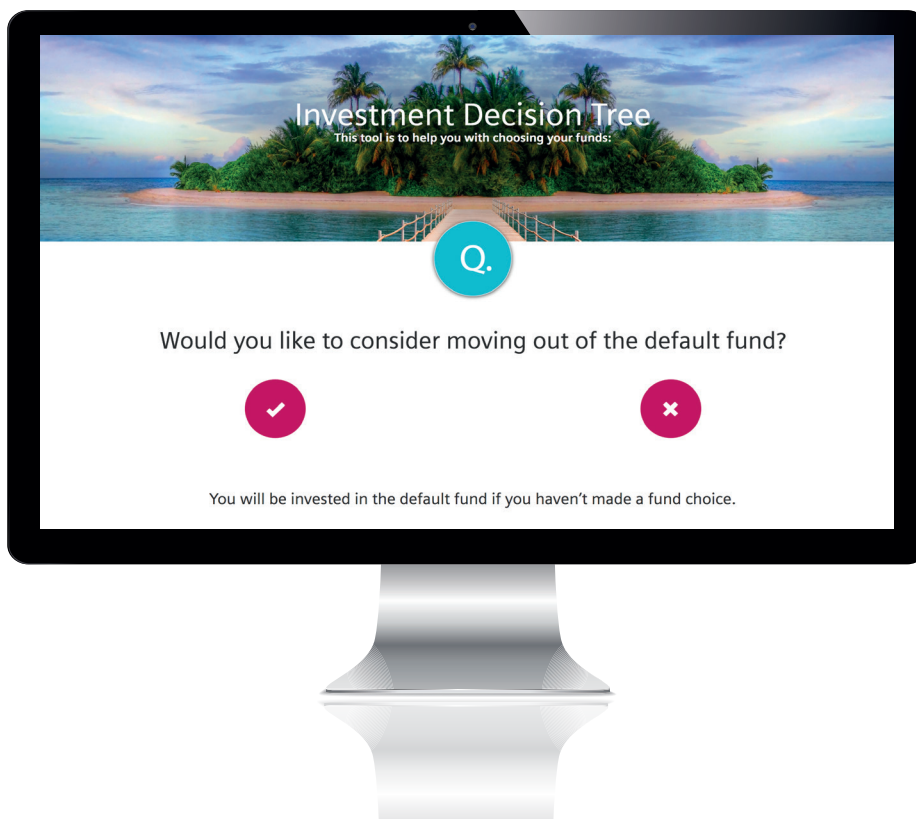 Investment Decision Tree
This tool is to help you with choosing your funds:
Q.
Would you like to consider moving out of the default fund?
You will be invested in the default fund if you haven’t made a fund choice.